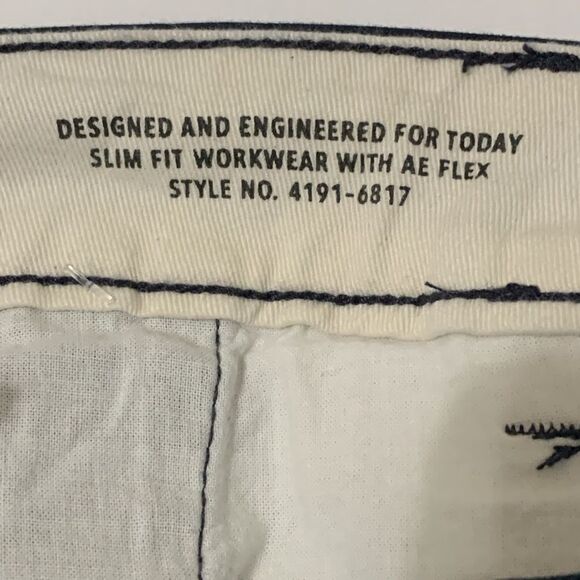 DESIGNED AND ENGINEERED FOR TODAY
SLIM FIT WORKWEAR WITH AE FLEX
STYLE NO. 4191-6817